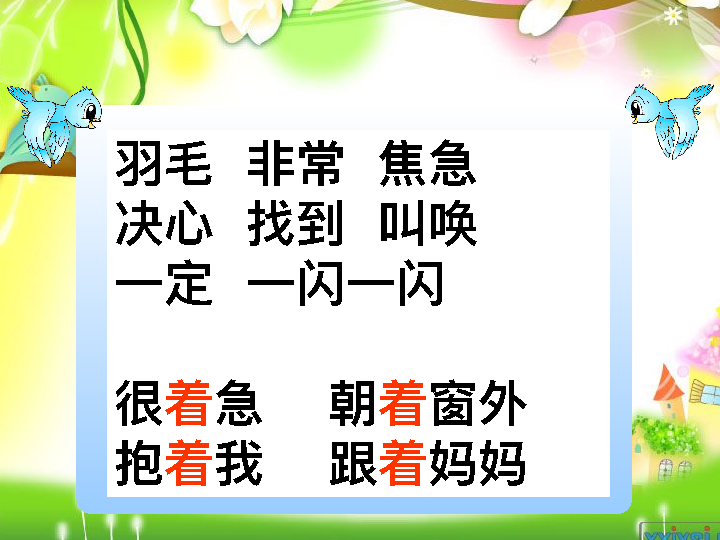 羽毛 非常 焦急
决心 找到 叫唤
一定 一闪一闪
很着急 朝着窗外
抱着我 跟着妈妈